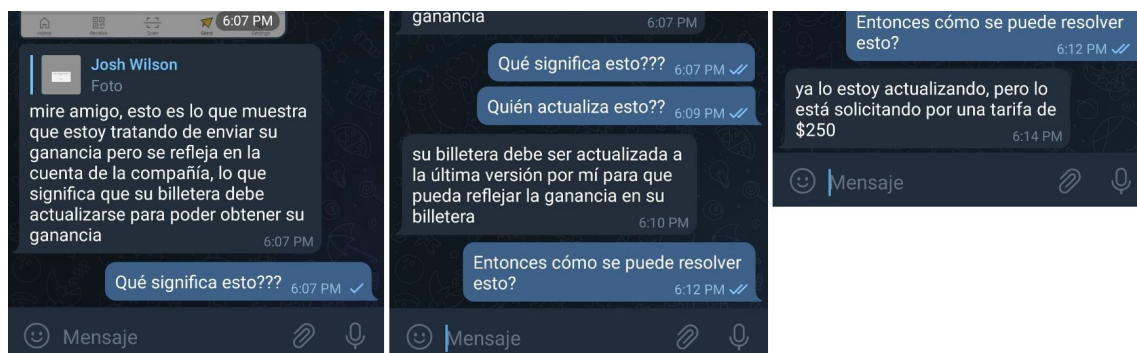 6:07 PM
Home
Receive
Scan
Send
Settings
Josh Wilson
Foto
mire amigo, esto es lo que muestra
que estoy tratando de enviar su
ganancia pero se refleja en la
cuenta de la compañía, lo que
significa que su billetera debe
actualizarse para poder obtener su
ganancia
6:07 PM
Qué significa esto???
6:07 PM
Mensaje
ganancia
6:07 PM
Qué significa esto???
6:07 PM
Quién actualiza esto??
6:09 PM
su billetera debe ser actualizada a
la última versión por mí para que
pueda reflejar la ganancia en su
billetera
6:10 PM
Entonces cómo se puede resolver
esto?
6:12 PM
Mensaje
Entonces cómo se puede resolver
esto?
6:12 PM
ya lo estoy actualizando, pero lo
está solicitando por una tarifa de
$250
6:14 PM
Mensaje